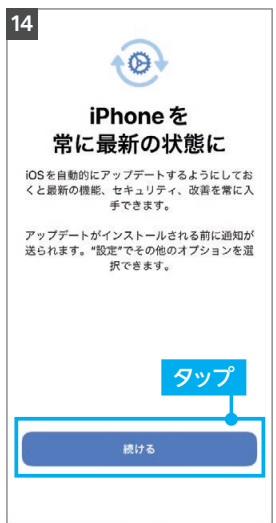 14
iPhoneを
常に最新の状態に
iOSを自動的にアップデートするようにしてお
くと最新の機能、セキュリティ、改善を常に入
手できます。
アップデートがインストールされる前に通知が
送られます。"設定"でその他のオプションを選
択できます。
タップ
続ける